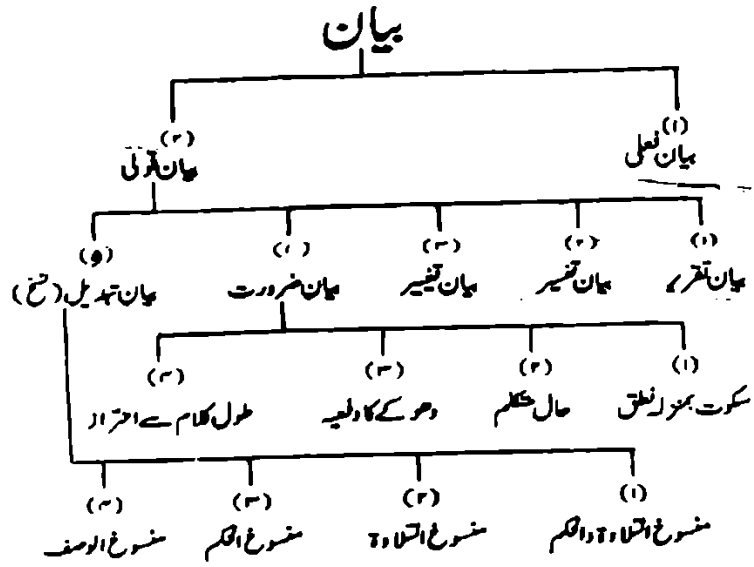 بیان
(۱) (۲)
بیان فعلی بیان قولی
(۱) (۲) (۳) (۴) (۵)
بیان تقریر بیان تفسیر بیان تغییر بیان ضرورت بیان تبدیل (نسخ)
(۱) (۲) (۳) (۴)
سکوت بمنزلہ نطق حال متکلم دھوکے کا دفعیہ طول کلام سے احتراز
(۱) (۲) (۳) (۴)
منسوخ التلاوۃ والحکم منسوخ التلاوۃ منسوخ الحکم منسوخ الوصف